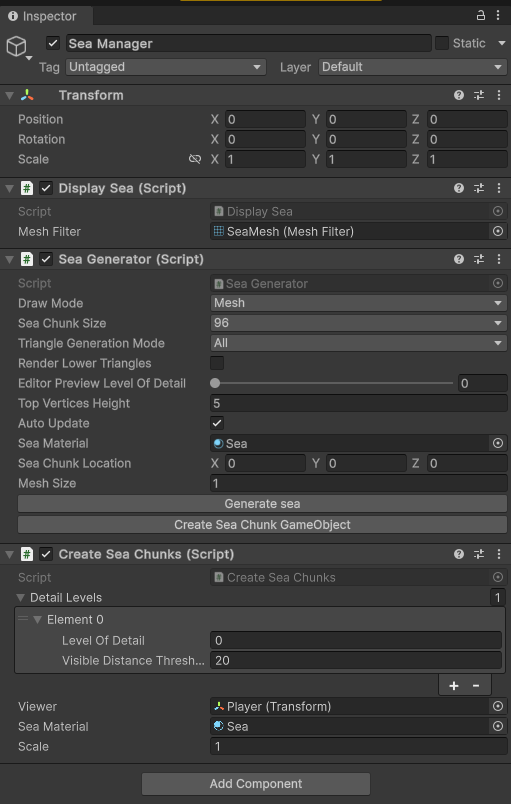 Inspector
Sea Manager Static
Tag Untagged Layer Default
Transform
Position X 0 Y 0 Z 0
Rotation X 0 Y 0 Z 0
Scale X 1 Y 1 Z 1
# Display Sea (Script)
Script # Display Sea
Mesh Filter SeaMesh (Mesh Filter)
# Sea Generator (Script)
Script # Sea Generator
Draw Mode Mesh
Sea Chunk Size 96
Triangle Generation Mode All
Render Lower Triangles
Editor Preview Level Of Detail 0
Top Vertices Height 5
Auto Update
Sea Material Sea
Sea Chunk Location X 0 Y 0 Z 0
Mesh Size 1
Generate sea
Create Sea Chunk GameObject
# Create Sea Chunks (Script)
Script # Create Sea Chunks
Detail Levels 1
Element 0
Level Of Detail 0
Visible Distance Thresh... 20
+ -
Viewer Player (Transform)
Sea Material Sea
Scale 1
Add Component